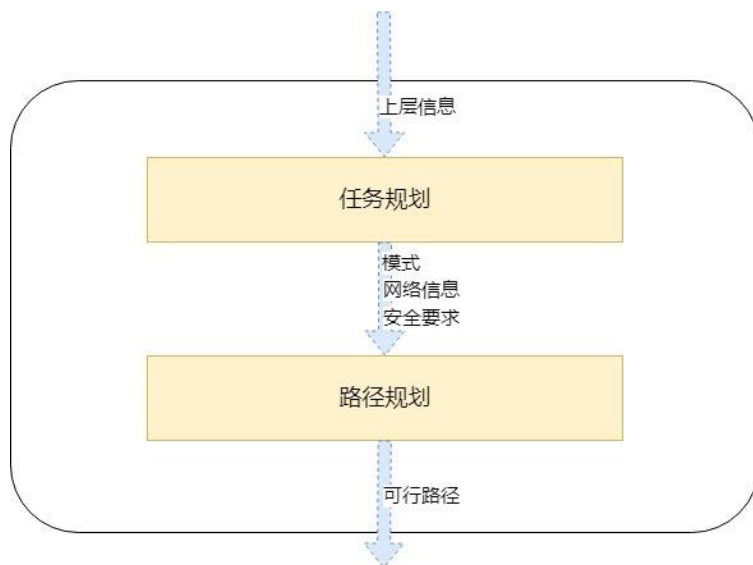 上层信息
任务规划
模式
网络信息
安全要求
路径规划
可行路径